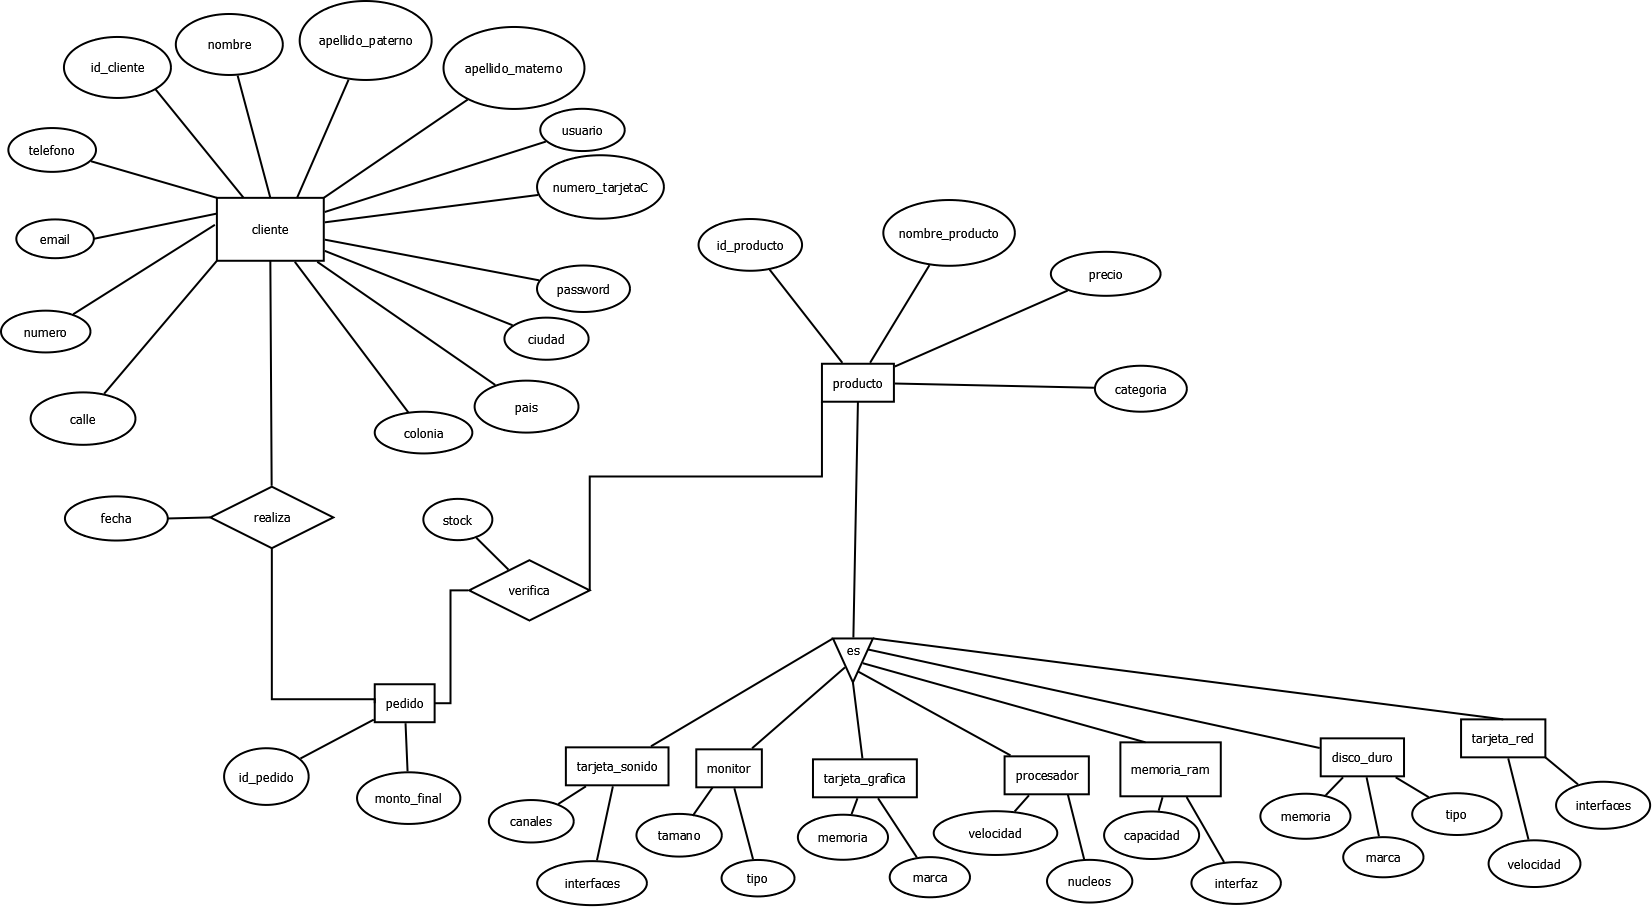 apellido_paterno
nombre
id_cliente
apellido_materno
usuario
telefono
numero_tarjetaC
cliente
email
password
numero
ciudad
calle
colonia
pais
id_producto
nombre_producto
precio
producto
categoria
fecha
realiza
stock
verifica
pedido
id_pedido
monto_final
es
tarjeta_sonido
monitor
tarjeta_grafica
procesador
memoria_ram
disco_duro
tarjeta_red
canales
interfaces
tamano
tipo
memoria
marca
velocidad
nucleos
capacidad
interfaz
memoria
marca
tipo
velocidad
interfaces